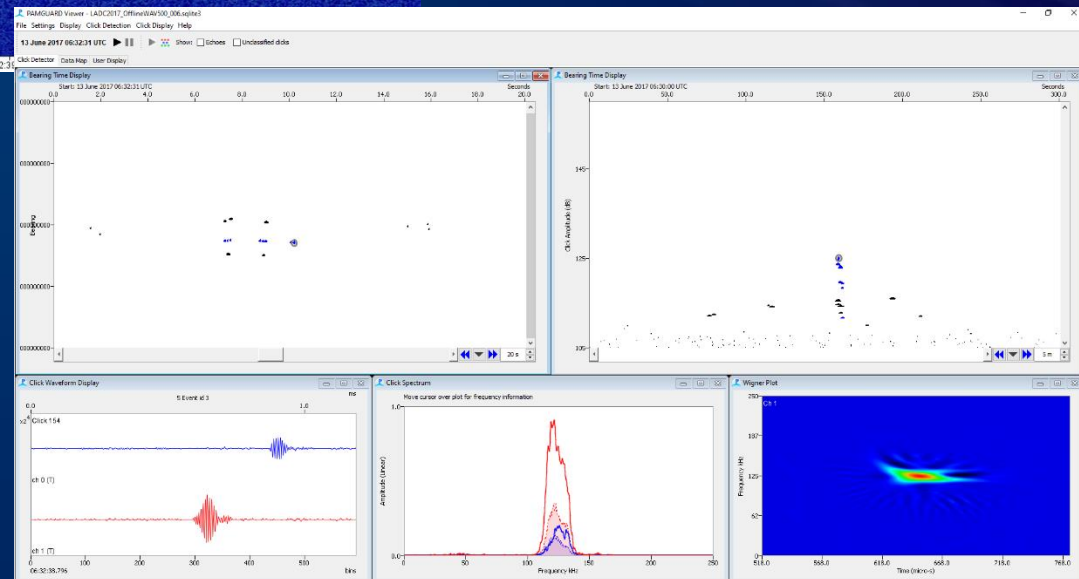 PAMGUARD Viewer - LADC2017_OfflineWAV500_006.sqlite3
File Settings Display Click Detection Click Display Help
13 June 2017 06:32:31 UTC Show: Echoes Unclassified clicks
Click Detector Data Map User Display
Bearing Time Display
Start: 13 June 2017 06:32:31 UTC Seconds
0.0 2.0 4.0 6.0 8.0 10.0 12.0 14.0 16.0 18.0 20.0
000000000
000000000
000000000
Bearing
000000000
000000000
20 s
Bearing Time Display
Start: 13 June 2017 06:30:00 UTC Seconds
0.0 50.0 100.0 150.0 200.0 250.0 300.0
145
Click Amplitude (dB)
125
105
5 m
Click Waveform Display
5 Event id 3 ms
0.0 1.0
x2^4 Click 154
ch 0 (T)
ch 1 (T)
0 100 200 300 400 500
06:32:38.796 bins
Click Spectrum
Move cursor over plot for frequency information
1.0
Amplitude (Linear)
0.0
0 50 100 150 200 250
Frequency kHz
Wigner Plot
Ch 1
250
187
Frequency kHz
125
62
0
518.0 568.0 618.0 668.0 718.0 768.0
Time (micro-s)